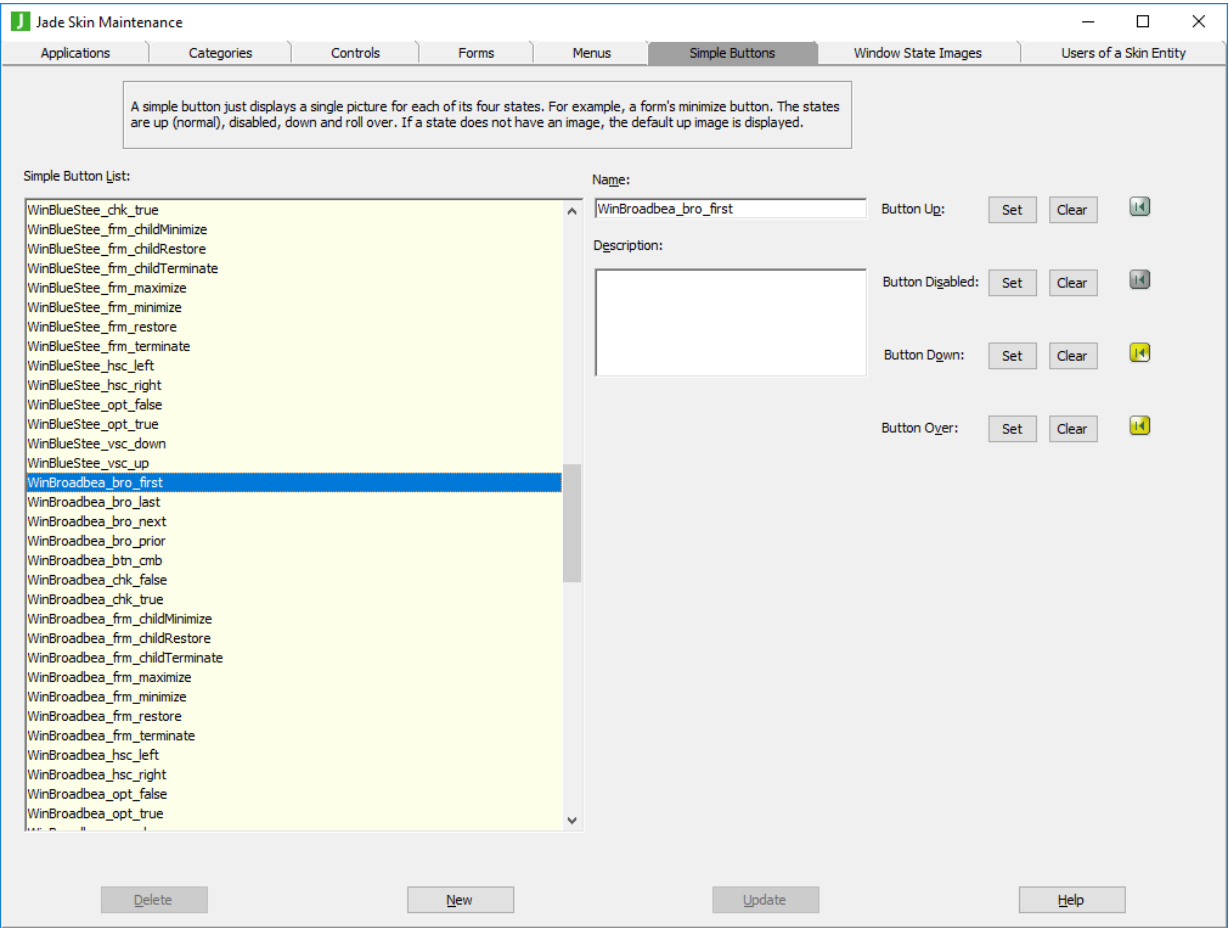 Jade Skin Maintenance
Applications
Categories
Controls
Forms
Menus
Simple Buttons
Window State Images
Users of a Skin Entity
A simple button just displays a single picture for each of its four states. For example, a form's minimize button. The states
are up (normal), disabled, down and roll over. If a state does not have an image, the default up image is displayed.
Simple Button List:
WinBlueStee_chk_true
WinBlueStee_frm_childMinimize
WinBlueStee_frm_childRestore
WinBlueStee_frm_childTerminate
WinBlueStee_frm_maximize
WinBlueStee_frm_minimize
WinBlueStee_frm_restore
WinBlueStee_frm_terminate
WinBlueStee_hsc_left
WinBlueStee_hsc_right
WinBlueStee_opt_false
WinBlueStee_opt_true
WinBlueStee_vsc_down
WinBlueStee_vsc_up
WinBroadbea_bro_first
WinBroadbea_bro_last
WinBroadbea_bro_next
WinBroadbea_bro_prior
WinBroadbea_btn_cmb
WinBroadbea_chk_false
WinBroadbea_chk_true
WinBroadbea_frm_childMinimize
WinBroadbea_frm_childRestore
WinBroadbea_frm_childTerminate
WinBroadbea_frm_maximize
WinBroadbea_frm_minimize
WinBroadbea_frm_restore
WinBroadbea_frm_terminate
WinBroadbea_hsc_left
WinBroadbea_hsc_right
WinBroadbea_opt_false
WinBroadbea_opt_true
Name:
WinBroadbea_bro_first
Description:
Button Up: Set Clear
Button Disabled: Set Clear
Button Down: Set Clear
Button Over: Set Clear
Delete
New
Update
Help